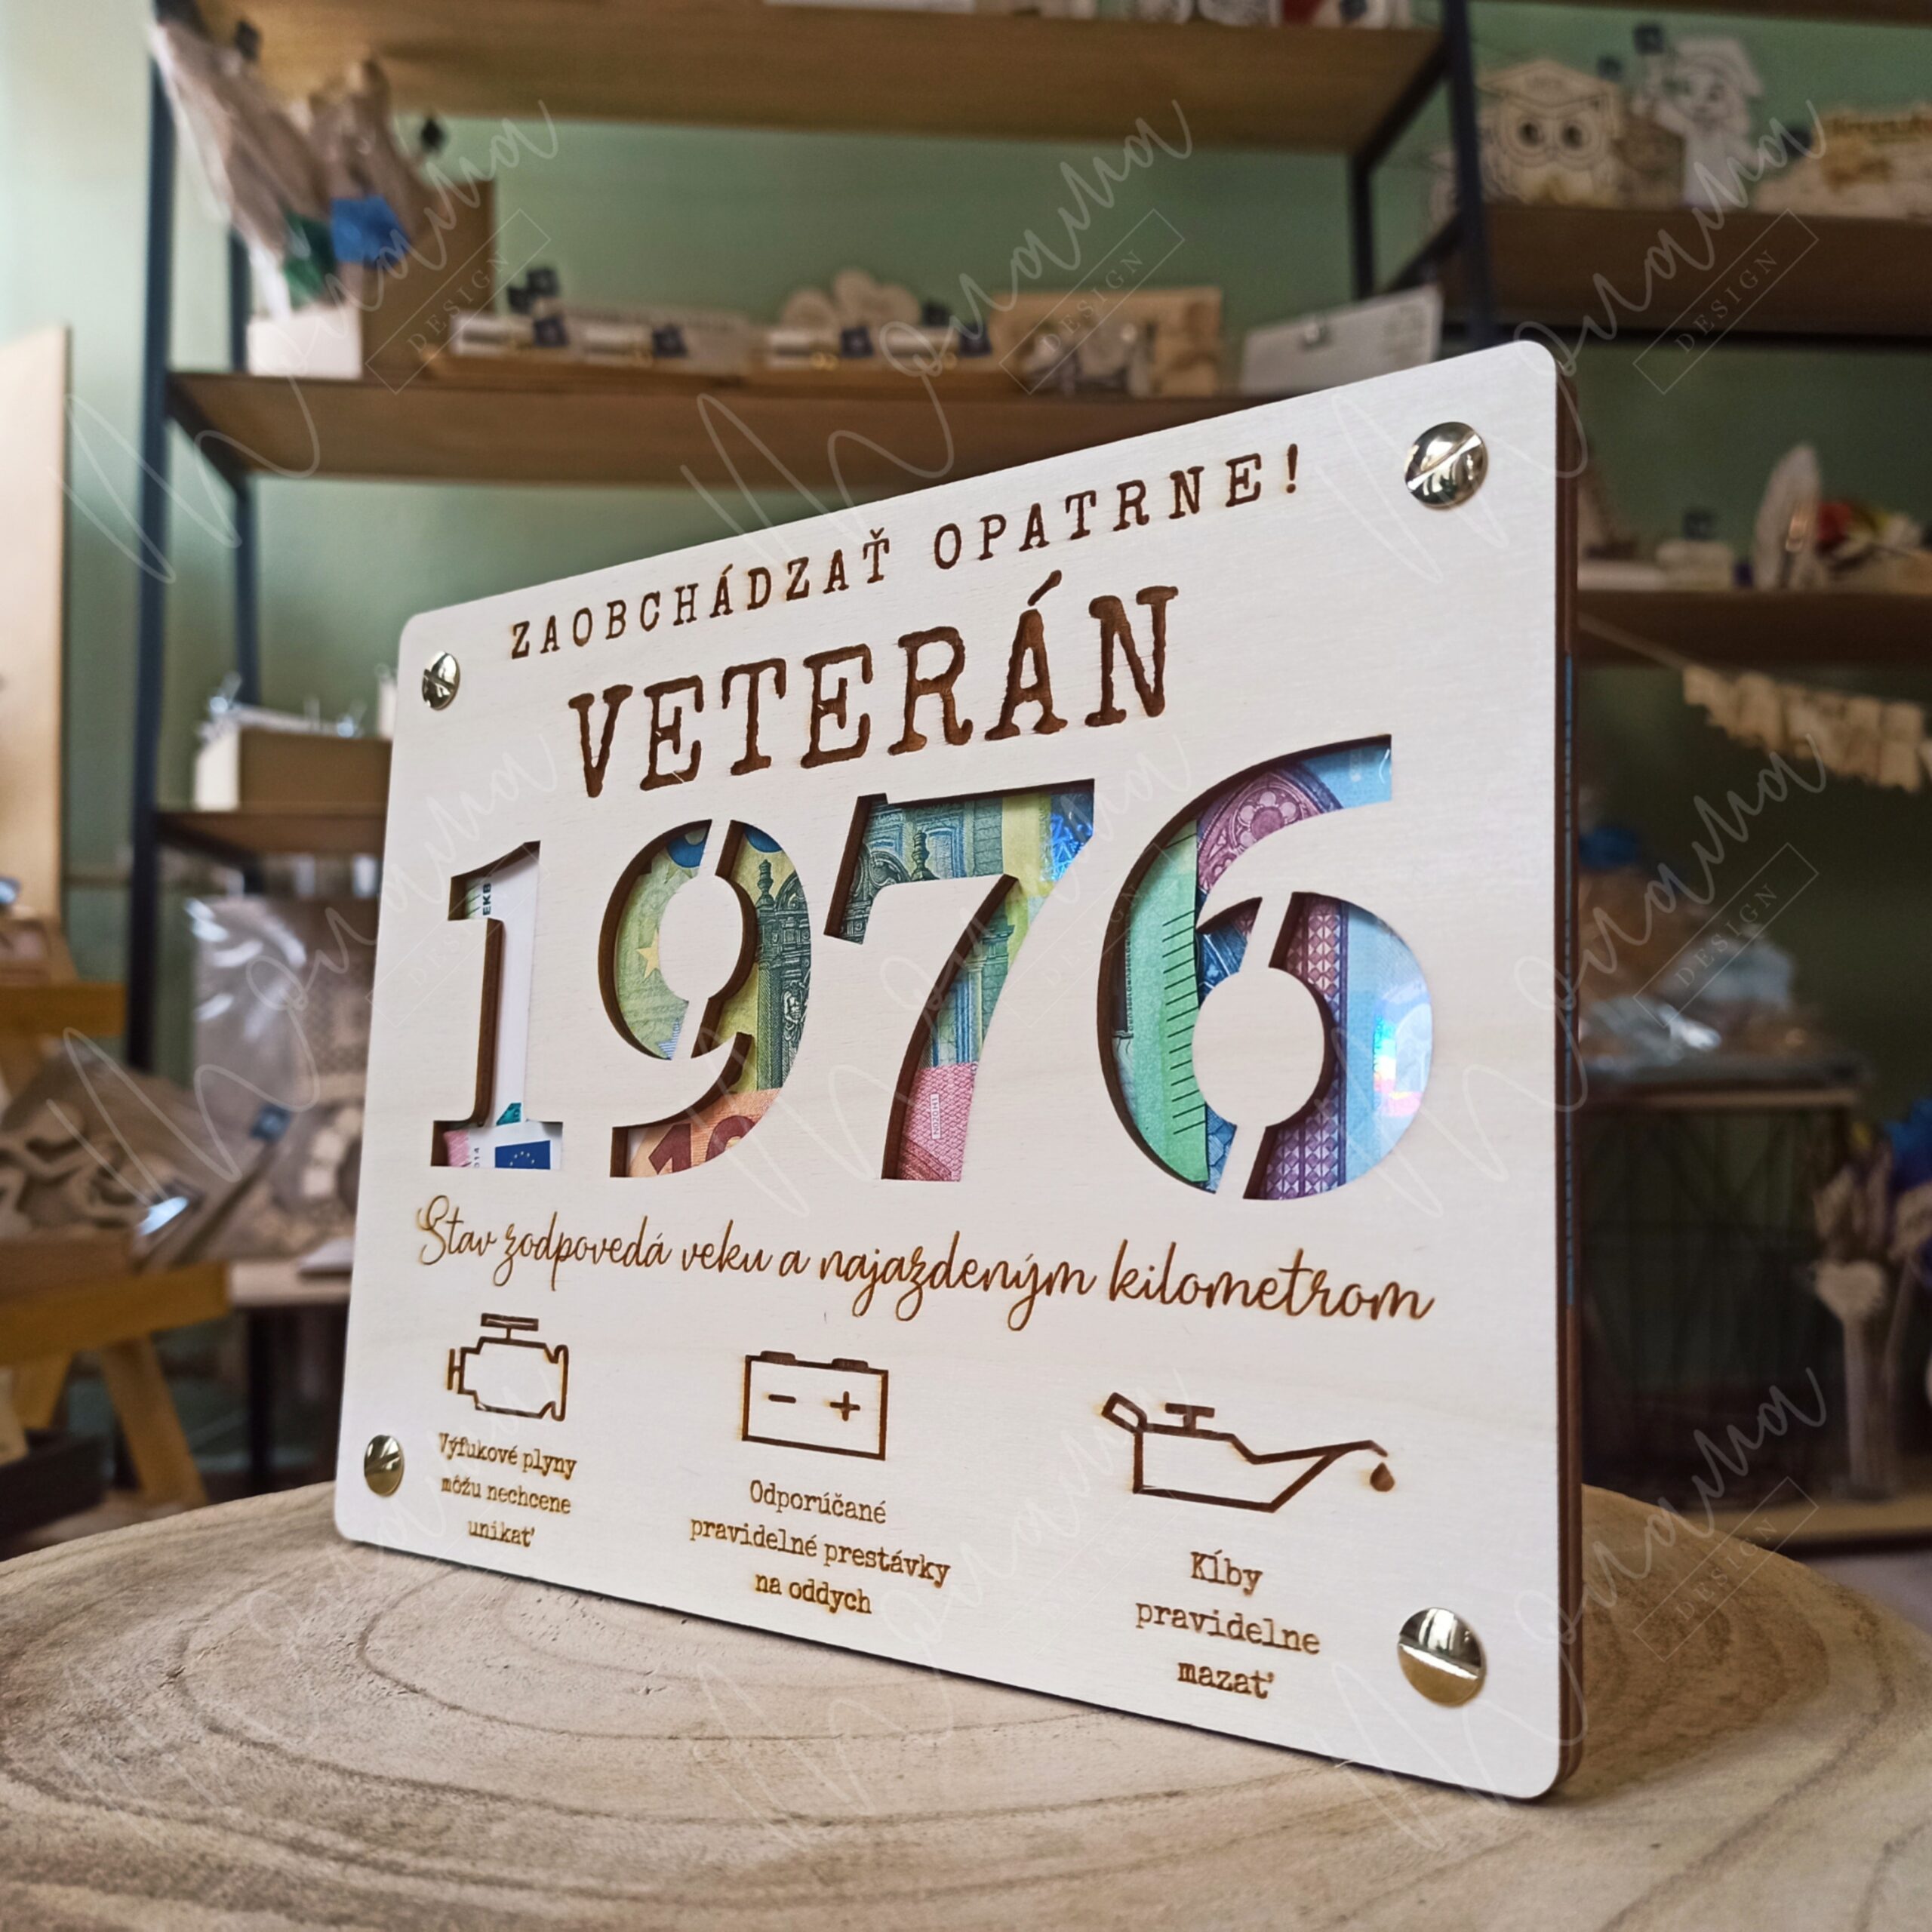 ZAOBCHÁDZAŤ OPATRNE!
VETERÁN
1976
Stav zodpovedá veku a najazdeným kilometrom
Výfukové plyny
môžu nechcene
unikať
- +
Odporúčané
pravidelné prestávky
na oddych
Kĺby
pravidelne
mazať
DESIGN